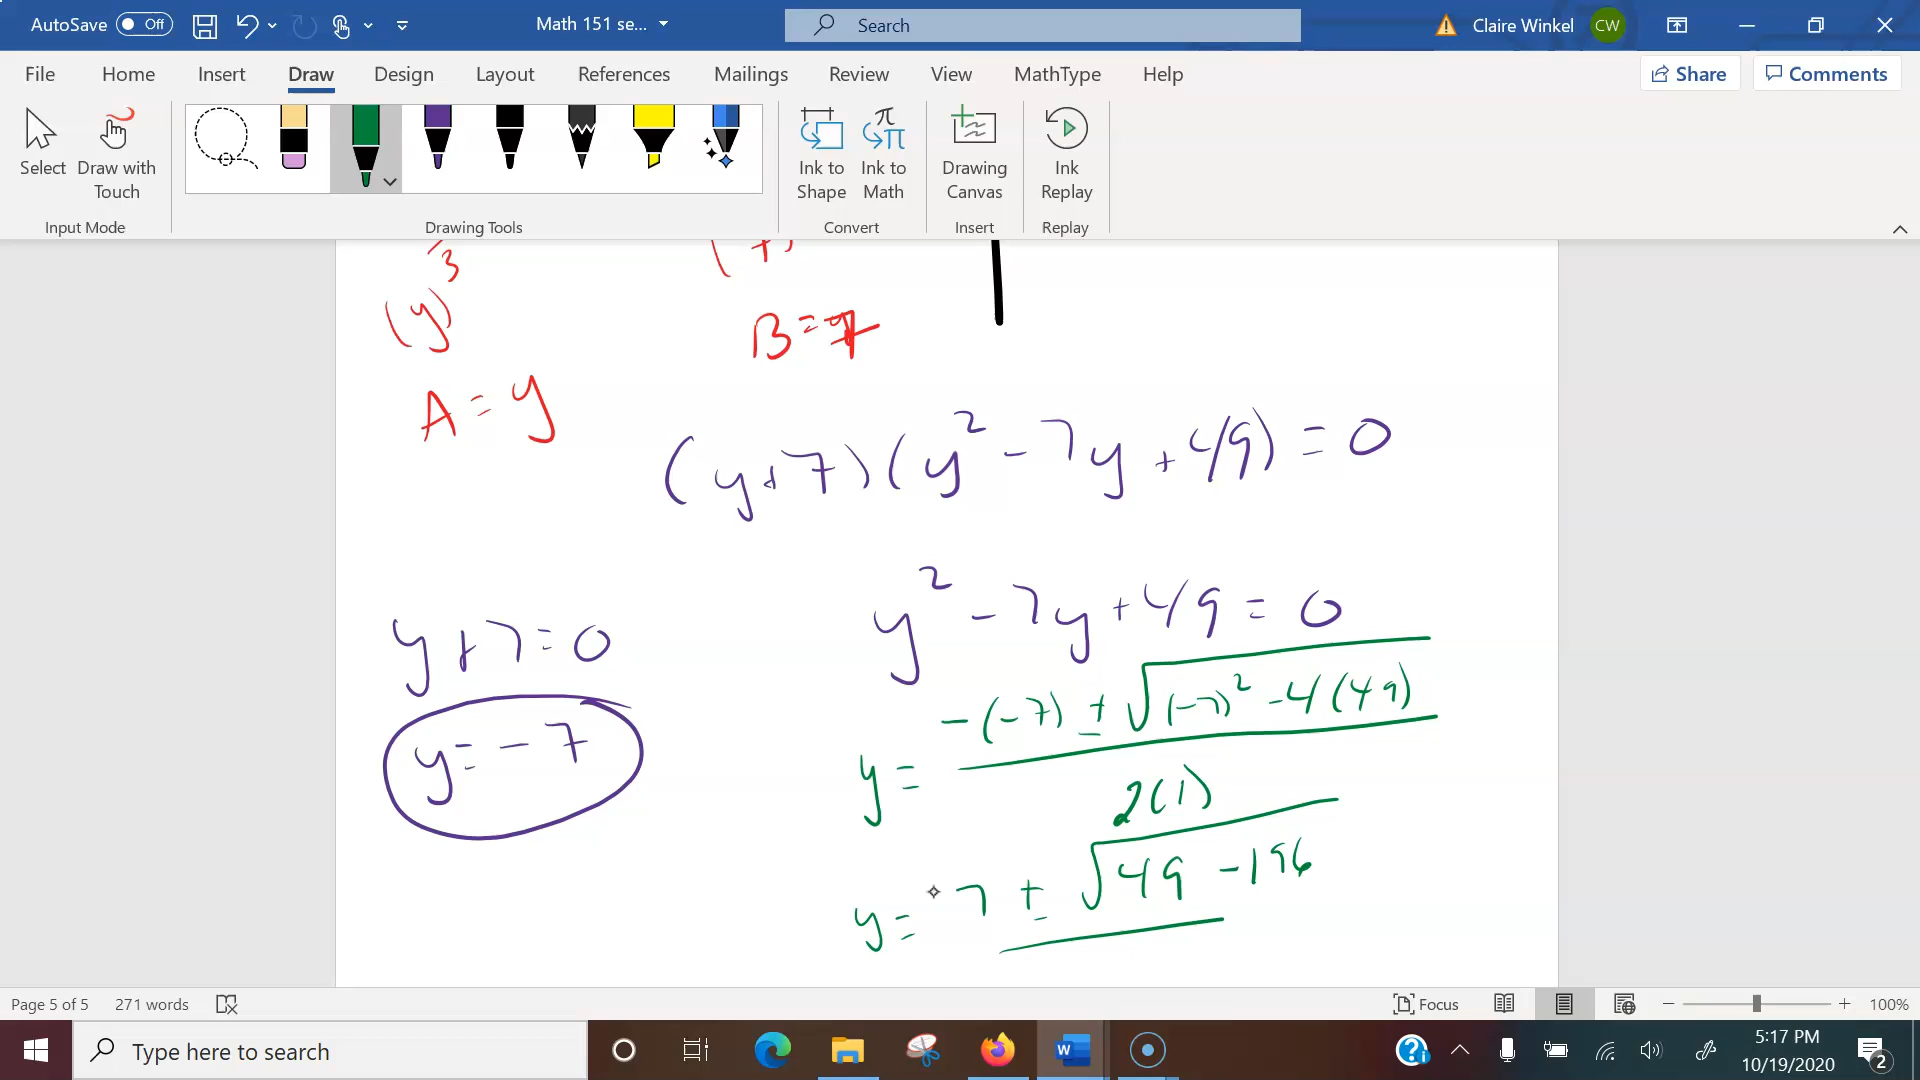 AutoSave Off Math 151 se... Search Claire Winkel CW
File Home Insert Draw Design Layout References Mailings Review View MathType Help Share Comments
Select Draw with Touch Ink to Shape Ink to Math Drawing Canvas Ink Replay
Input Mode Drawing Tools Convert Insert Replay
3
(y)
B = 7
A = y
(y+7)(y² - 7y + 49) = 0
y² - 7y + 49 = 0
y + 7 = 0
-(-7) ± √(-7)² - 4(49)
y = - 7
y =
2(1)
7 ± √49 - 196
y =
Page 5 of 5 271 words Focus 100%
Type here to search
W
5:17 PM
10/19/2020
2